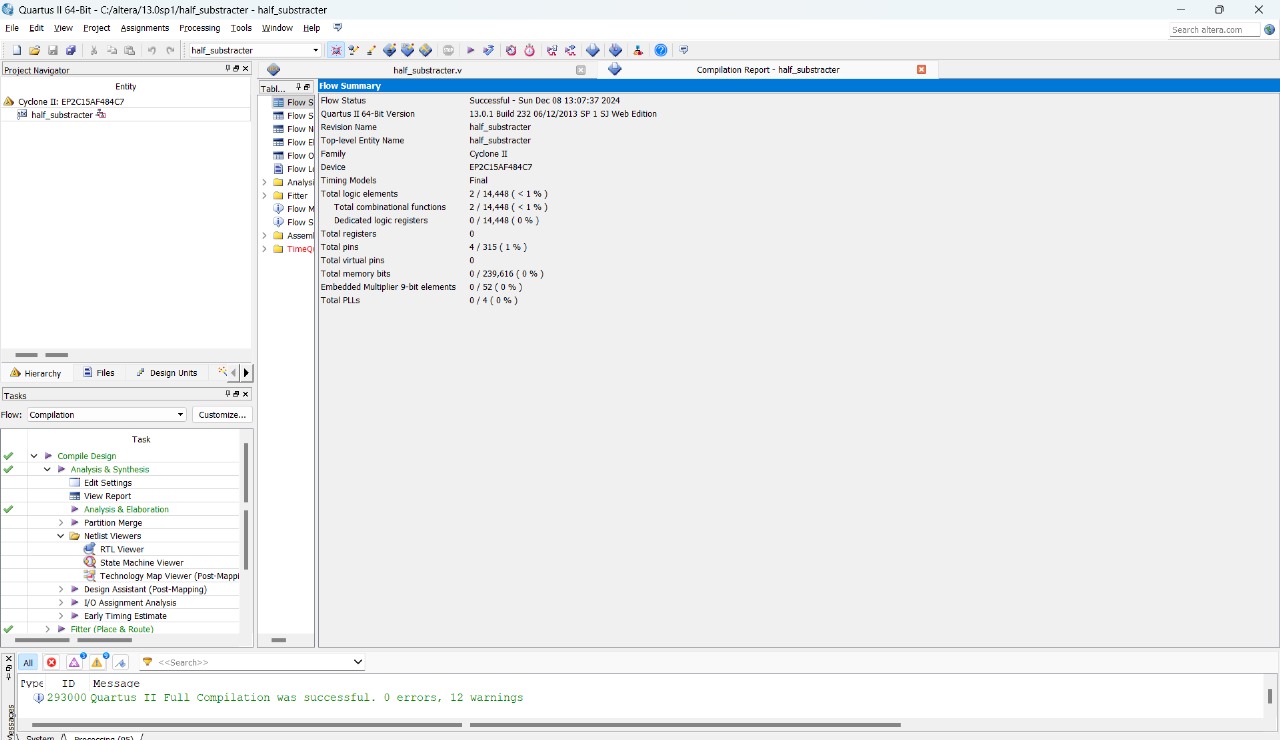 Quartus II 64-Bit - C:/altera/13.0sp1/half_substracter - half_substracter
File Edit View Project Assignments Processing Tools Window Help
Search altera.com
half_substracter
Project Navigator
Entity
Cyclone II: EP2C15AF484C7
half_substracter
Hierarchy Files Design Units
Tasks
Flow: Compilation Customize...
Task
Compile Design
Analysis & Synthesis
Edit Settings
View Report
Analysis & Elaboration
Partition Merge
Netlist Viewers
RTL Viewer
State Machine Viewer
Technology Map Viewer (Post-Mappi
Design Assistant (Post-Mapping)
I/O Assignment Analysis
Early Timing Estimate
Fitter (Place & Route)
half_substracter.v
Compilation Report - half_substracter
Tabl...
Flow S
Flow S
Flow N
Flow El
Flow O
Flow Lo
Analysi
Fitter
Flow M
Flow S
Assem
TimeQu
Flow Summary
Flow Status Successful - Sun Dec 08 13:07:37 2024
Quartus II 64-Bit Version 13.0.1 Build 232 06/12/2013 SP 1 SJ Web Edition
Revision Name half_substracter
Top-level Entity Name half_substracter
Family Cyclone II
Device EP2C15AF484C7
Timing Models Final
Total logic elements 2 / 14,448 ( < 1 % )
Total combinational functions 2 / 14,448 ( < 1 % )
Dedicated logic registers 0 / 14,448 ( 0 % )
Total registers 0
Total pins 4 / 315 ( 1 % )
Total virtual pins 0
Total memory bits 0 / 239,616 ( 0 % )
Embedded Multiplier 9-bit elements 0 / 52 ( 0 % )
Total PLLs 0 / 4 ( 0 % )
All <<Search>>
Type ID Message
293000 Quartus II Full Compilation was successful. 0 errors, 12 warnings
Messages
System Processing (95)